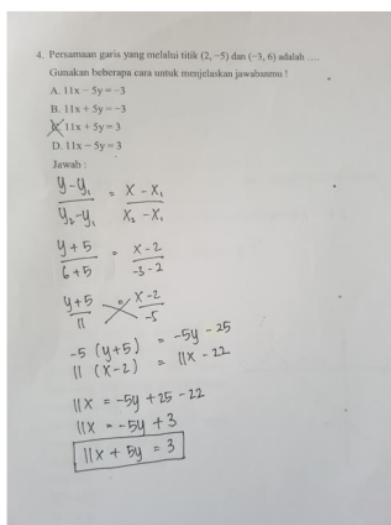 4. Persamaan garis yang melalui titik (2, −5) dan (−3, 6) adalah ....
Gunakan beberapa cara untuk menjelaskan jawabanmu !
A. 11x − 5y = −3
B. 11x + 5y = −3
C. 11x + 5y = 3
D. 11x − 5y = 3
Jawab :
y - y₁ / y₂ - y₁ = x - x₁ / x₂ - x₁
y + 5 / 6 + 5 = x - 2 / -3 - 2
y + 5 / 11 = x - 2 / -5
-5 (y+5) = -5y - 25
11 (x-2) = 11x - 22
11x = -5y + 25 - 22
11x = -5y + 3
11x + 5y = 3